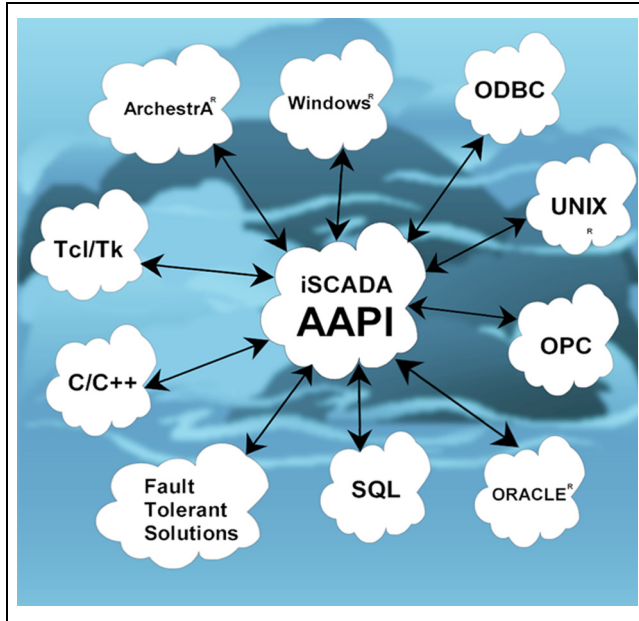 ArchestrA R
Windows R
ODBC
UNIX
R
Tcl/Tk
iSCADA
AAPI
OPC
C/C++
Fault
Tolerant
Solutions
SQL
ORACLE R